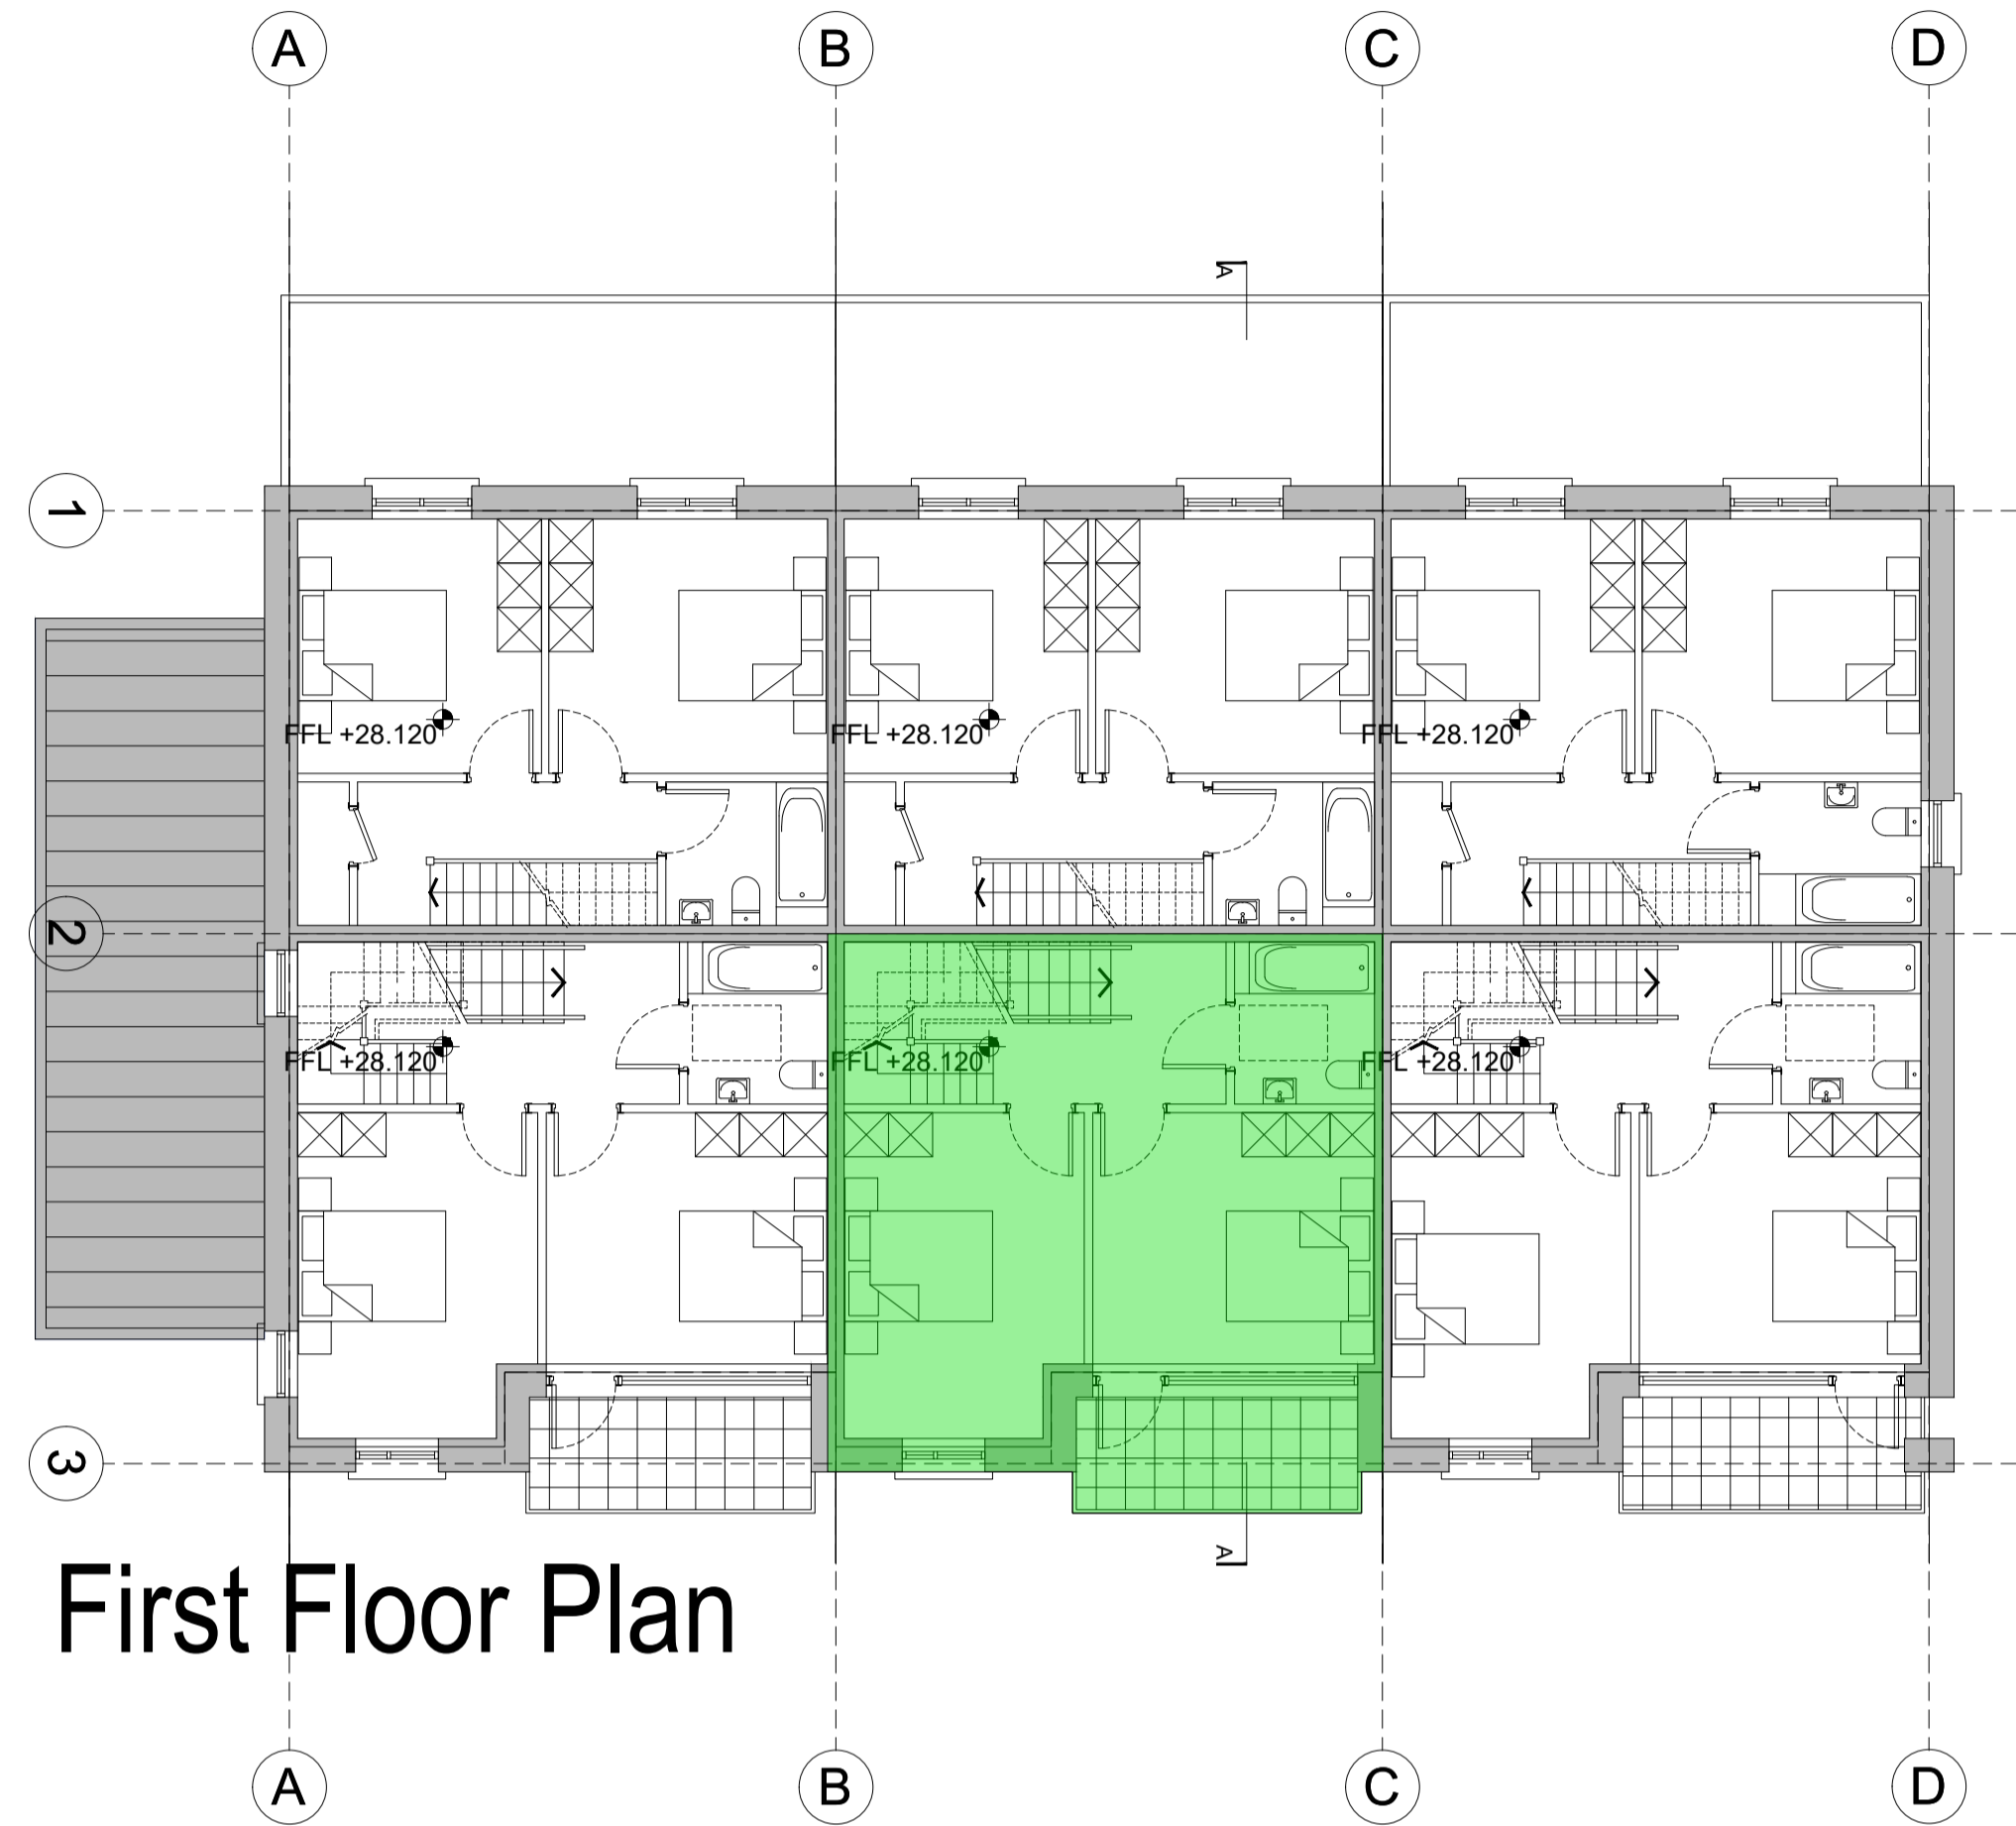 A B C D
A
1
FFL +28.120 FFL +28.120 FFL +28.120
2
FFL +28.120 FFL +28.120 FFL +28.120
3
A
First Floor Plan
A B C D